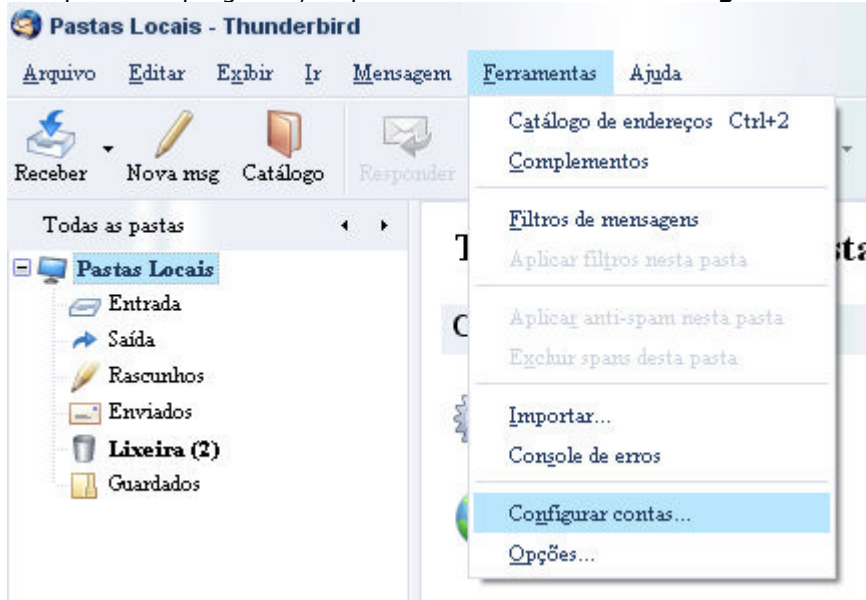 Pastas Locais - Thunderbird
Arquivo Editar Exibir Ir Mensagem Ferramentas Ajuda
Receber Nova msg Catálogo Responder
Catálogo de endereços Ctrl+2
Complementos
Filtros de mensagens
Aplicar filtros nesta pasta
Aplicar anti-spam nesta pasta
Excluir spans desta pasta
Importar...
Console de erros
Configurar contas...
Opções...
Todas as pastas
Pastas Locais
Entrada
Saída
Rascunhos
Enviados
Lixeira (2)
Guardados